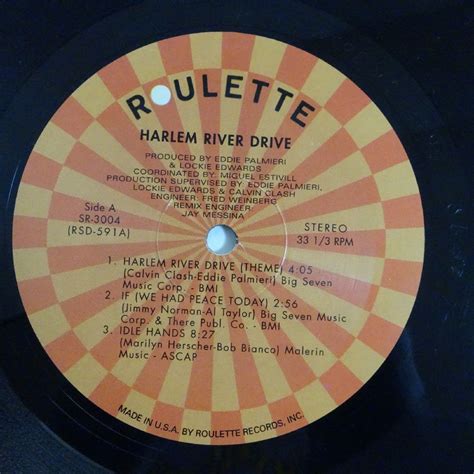 ROULETTE
HARLEM RIVER DRIVE
PRODUCED BY EDDIE PALMIERI
& LOCKIE EDWARDS
COORDINATED BY: MIGUEL ESTIVILL
PRODUCTION SUPERVISED BY: EDDIE PALMIERI,
LOCKIE EDWARDS & CALVIN CLASH
ENGINEER: FRED WEINBERG
REMIX ENGINEER:
JAY MESSINA
Side A
SR-3004
(RSD-591A)
STEREO
33 1/3 RPM
1. HARLEM RIVER DRIVE (THEME) 4:05
(Calvin Clash-Eddie Palmieri) Big Seven
Music Corp. - BMI
2. IF (WE HAD PEACE TODAY) 2:56
(Jimmy Norman-Al Taylor) Big Seven Music
Corp. & There Publ. Co. - BMI
3. IDLE HANDS 8:27
(Marilyn Herscher-Bob Bianco) Malerin
Music - ASCAP
MADE IN U.S.A. BY ROULETTE RECORDS, INC.